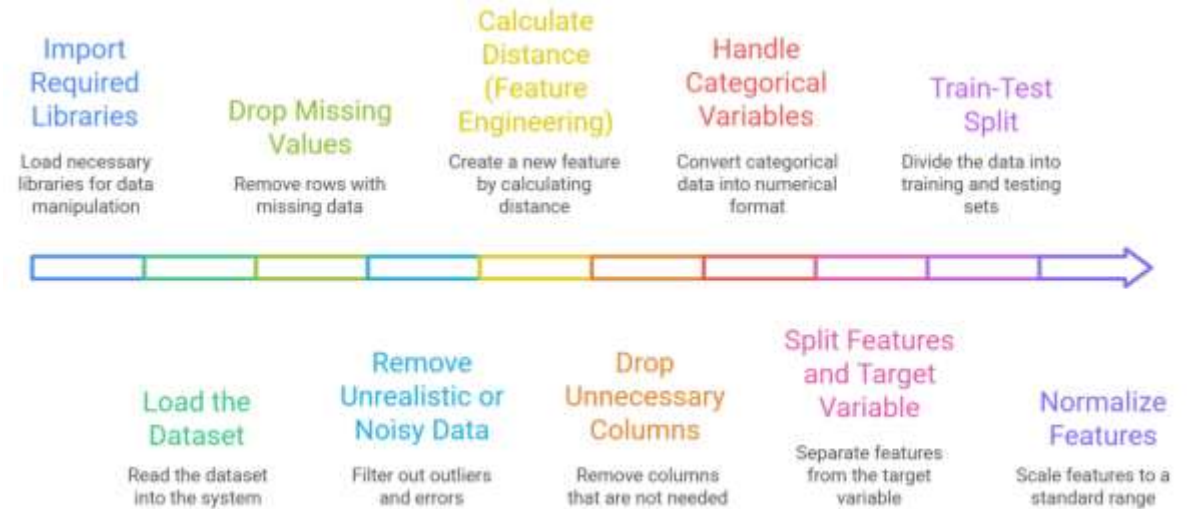 Import
Required
Libraries
Load necessary
libraries for data
manipulation
Load the
Dataset
Read the dataset
into the system
Drop Missing
Values
Remove rows with
missing data
Remove
Unrealistic or
Noisy Data
Filter out outliers
and errors
Calculate
Distance
(Feature
Engineering)
Create a new feature
by calculating
distance
Drop
Unnecessary
Columns
Remove columns
that are not needed
Handle
Categorical
Variables
Convert categorical
data into numerical
format
Split Features
and Target
Variable
Separate features
from the target
variable
Train-Test
Split
Divide the data into
training and testing
sets
Normalize
Features
Scale features to a
standard range